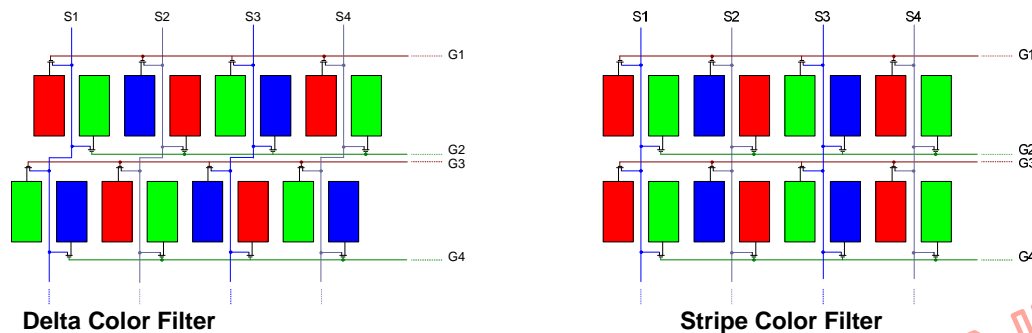 S1 S2 S3 S4
G1
G2
G3
G4
Delta Color Filter
S1 S2 S3 S4
G1
G2
G3
G4
Stripe Color Filter